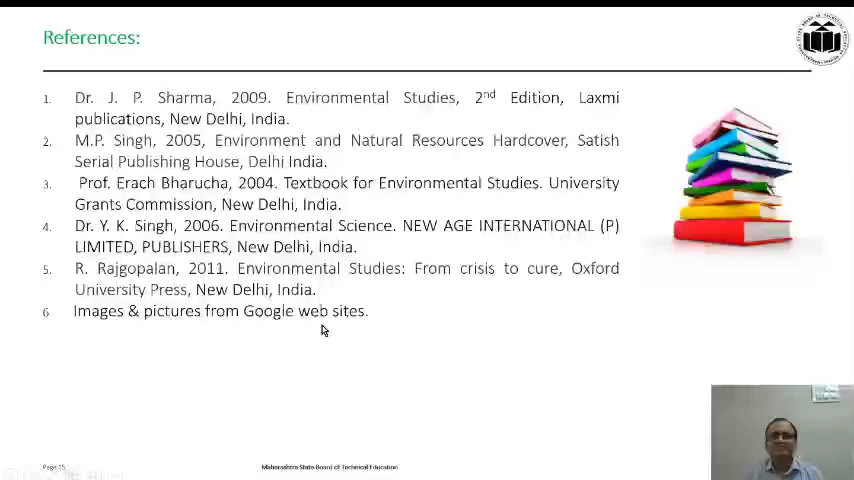 References:
1. Dr. J. P. Sharma, 2009. Environmental Studies, 2nd Edition, Laxmi
publications, New Delhi, India.
2. M.P. Singh, 2005, Environment and Natural Resources Hardcover, Satish
Serial Publishing House, Delhi India.
3. Prof. Erach Bharucha, 2004. Textbook for Environmental Studies. University
Grants Commission, New Delhi, India.
4. Dr. Y. K. Singh, 2006. Environmental Science. NEW AGE INTERNATIONAL (P)
LIMITED, PUBLISHERS, New Delhi, India.
5. R. Rajgopalan, 2011. Environmental Studies: From crisis to cure, Oxford
University Press, New Delhi, India.
6 Images & pictures from Google web sites.
Page 15
Maharashtra State Board of Technical Education